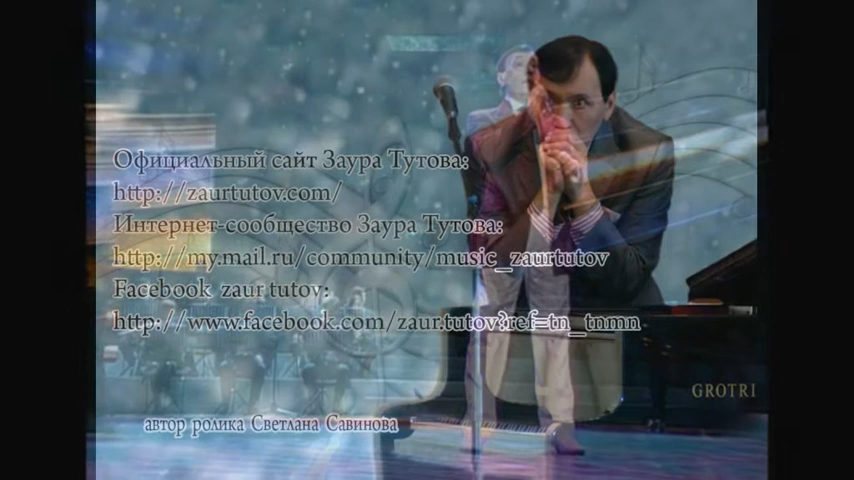 Официальный сайт Заура Тутова:
http://zaurtutov.com/
Интернет-сообщество Заура Тутова:
http://my.mail.ru/community/music_zaurtutov
Facebook zaur tutov:
http://www.facebook.com/zaur.tutov?ref=tn_tnmn
GROTRI
автор ролика Светлана Савинова